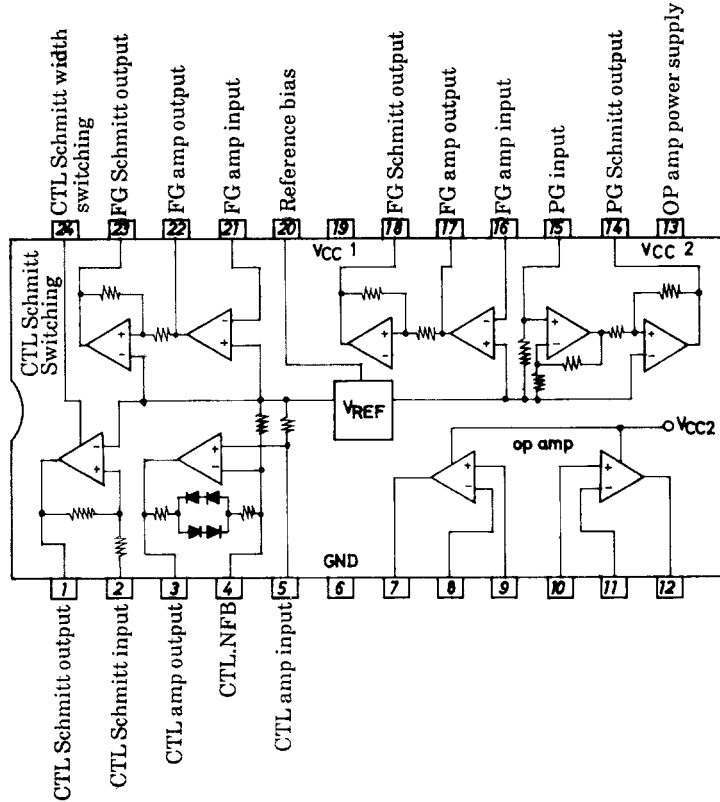 CTL Schmitt width
switching
FG Schmitt output
FG amp output
FG amp input
Reference bias
FG Schmitt output
FG amp output
FG amp input
PG input
PG Schmitt output
OP amp power supply
24 23 22 21 20 19 18 17 16 15 14 13
VCC 1
VCC 2
CTL Schmitt
Switching
- +
+ -
- +
- +
- +
+ -
+ -
VREF
- +
+ -
op amp
VCC2
+ -
+ -
GND
1 2 3 4 5 6 7 8 9 10 11 12
CTL Schmitt output
CTL Schmitt input
CTL amp output
CTL.NFB
CTL amp input